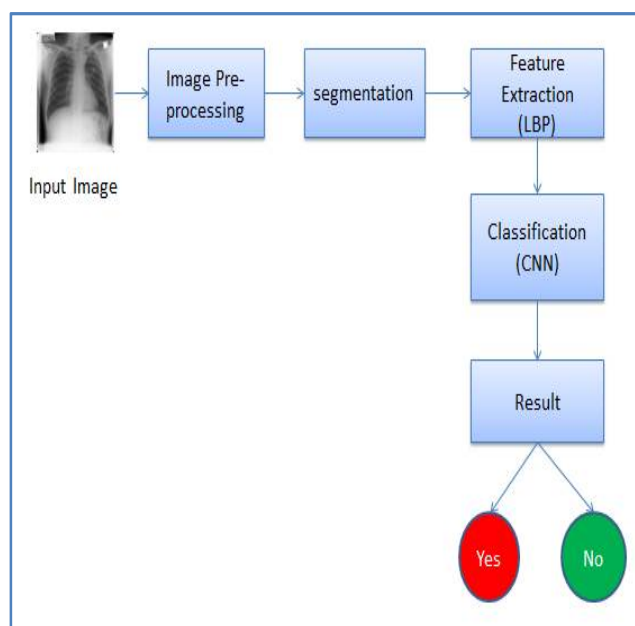 Input Image
Image Pre-
processing
segmentation
Feature
Extraction
(LBP)
Classification
(CNN)
Result
Yes
No